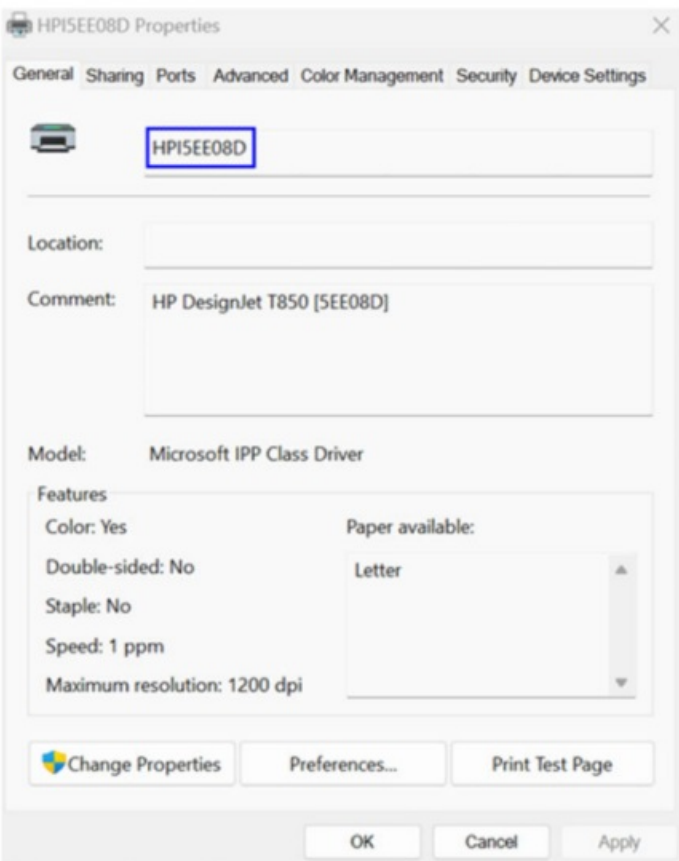 HPI5EE08D Properties
General Sharing Ports Advanced Color Management Security Device Settings
HPI5EE08D
Location:
Comment: HP DesignJet T850 [5EE08D]
Model: Microsoft IPP Class Driver
Features
Color: Yes Paper available:
Double-sided: No Letter
Staple: No
Speed: 1 ppm
Maximum resolution: 1200 dpi
Change Properties Preferences... Print Test Page
OK Cancel Apply